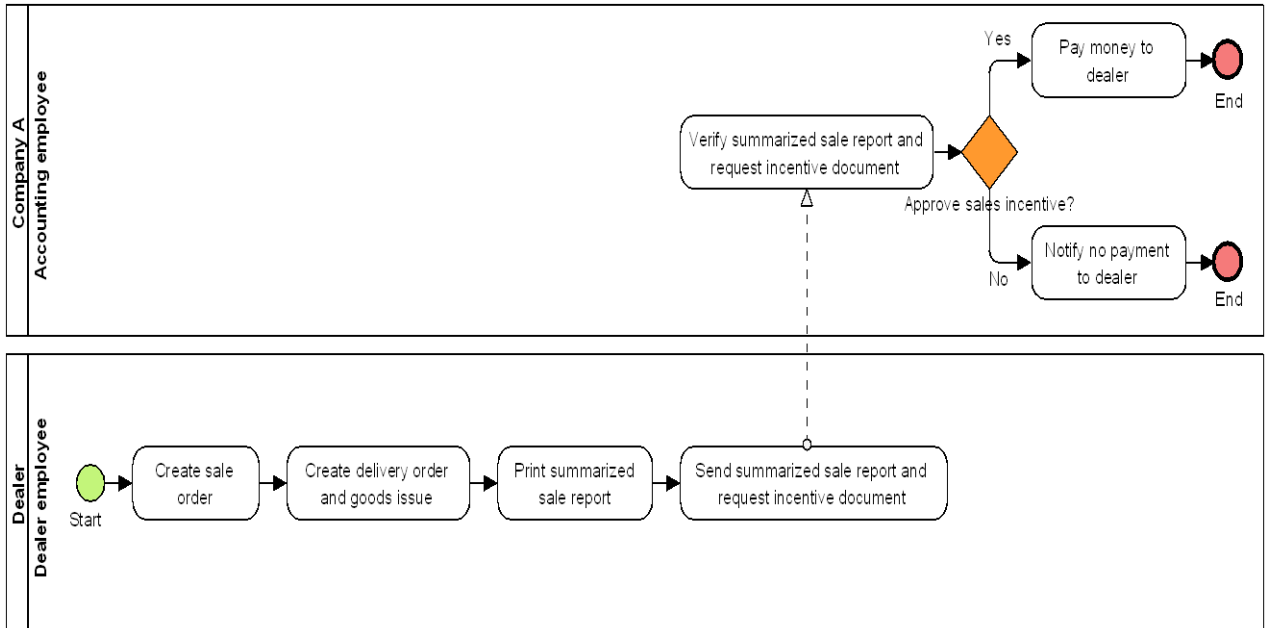 Company A
Accounting employee
Verify summarized sale report and
request incentive document
Approve sales incentive?
Yes
Pay money to
dealer
End
No
Notify no payment
to dealer
End
Dealer
Dealer employee
Start
Create sale
order
Create delivery order
and goods issue
Print summarized
sale report
Send summarized sale report and
request incentive document